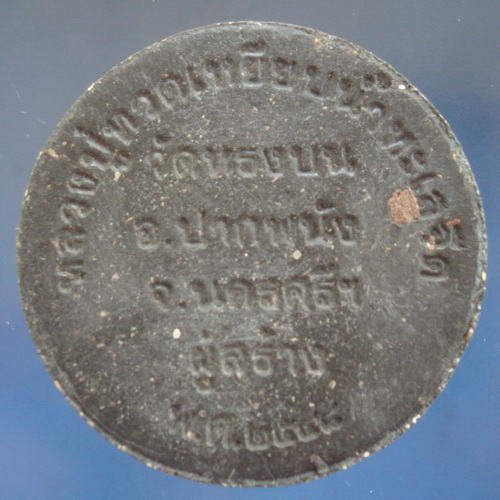 หลวงปู่ทวดเหยียบน้ำทะเลจืด
วัดหรงบน
อ.ปากพนัง
จ.นครศรีฯ
ผู้สร้าง
พ.ศ.๒๕๔๘